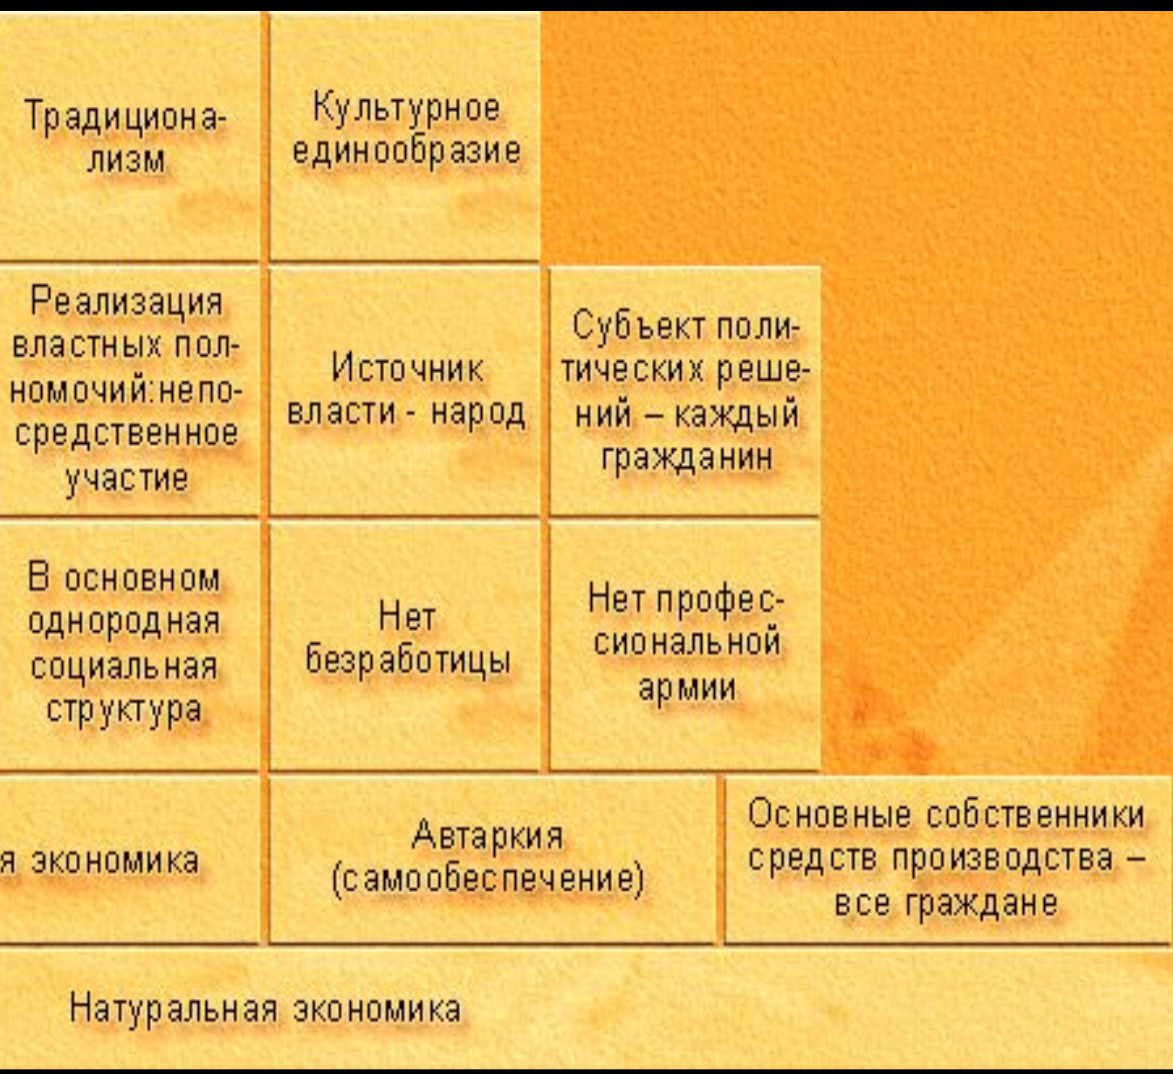 Традициона-
лизм
Культурное
единообразие
Реализация
властных пол-
номочий:непо-
средственное
участие
Источник
власти - народ
Субъект поли-
тических реше-
ний – каждый
гражданин
В основном
однородная
социальная
структура
Нет
безработицы
Нет профес-
сиональной
армии
я экономика
Автаркия
(самообеспечение)
Основные собственники
средств производства –
все граждане
Натуральная экономика